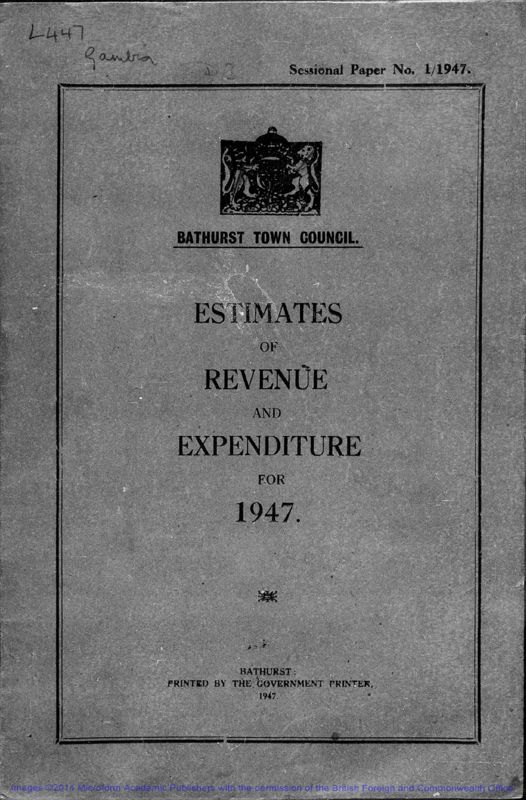 L447
Gambia
Sessional Paper No. 1/1947.
BATHURST TOWN COUNCIL.
ESTIMATES
OF
REVENUE
AND
EXPENDITURE
FOR
1947.
BATHURST:
PRINTED BY THE GOVERNMENT PRINTER,
1947.
Images ©2014 Microform Academic Publishers with the permission of the British Foreign and Commonwealth Office